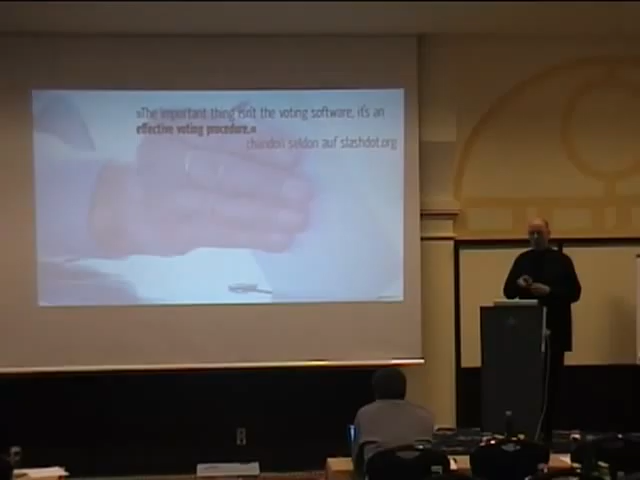 »The important thing isn't the voting software, it's an
effective voting procedure.«
chandon seldon auf slashdot.org